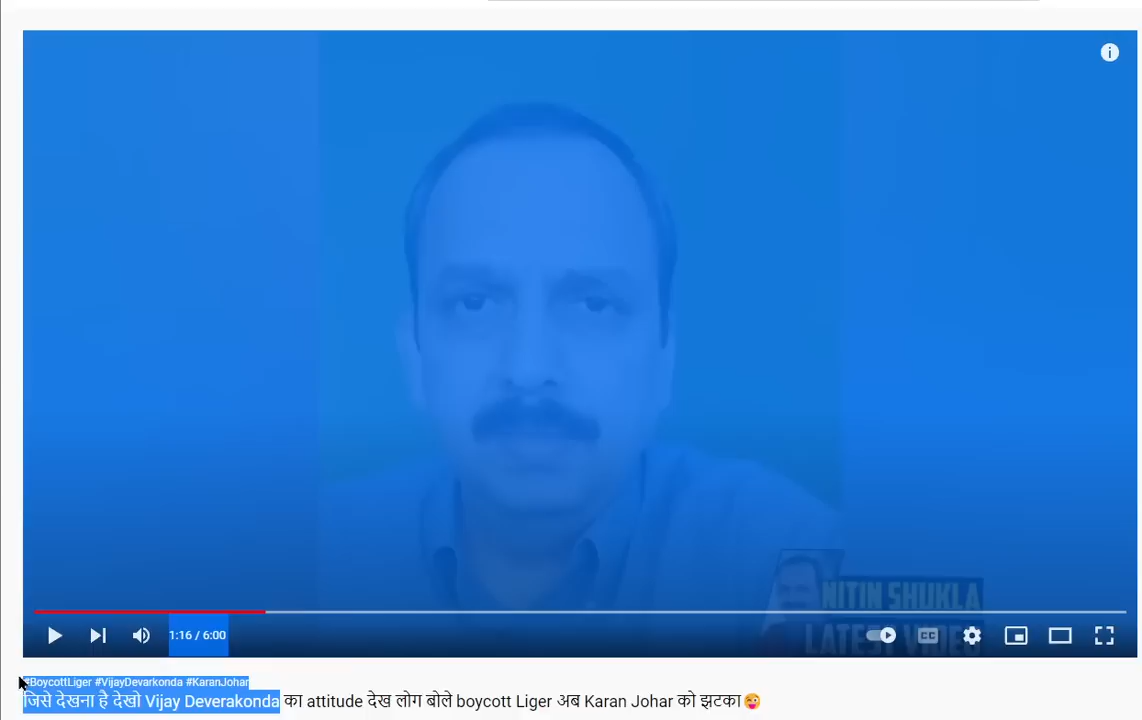 NITIN SHUKLA
LATEST VIDEO
1:16 / 6:00
CC
#BoycottLiger #VijayDevarkonda #KaranJohar
जिसे देखना है देखो Vijay Deverakonda का attitude देख लोग बोले boycott Liger अब Karan Johar को झटका😜